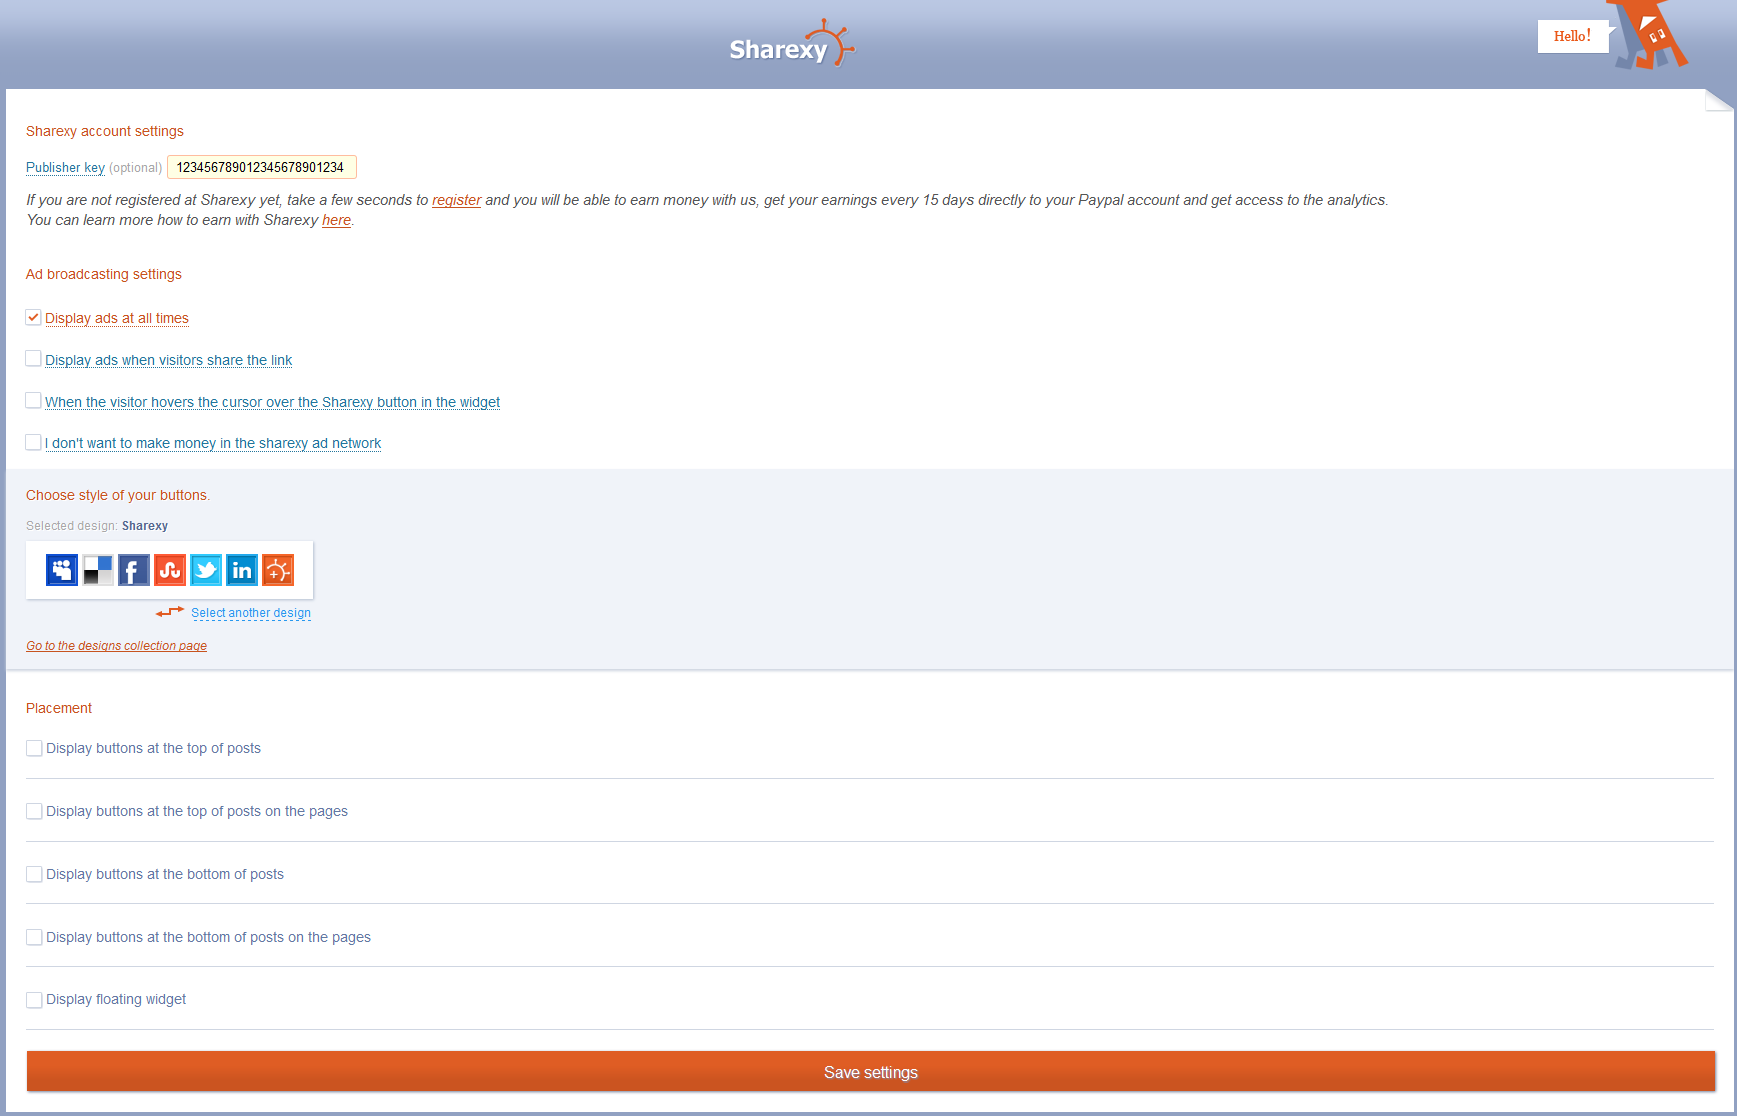 Sharexy
Hello!
Sharexy account settings
Publisher key (optional) 123456789012345678901234
If you are not registered at Sharexy yet, take a few seconds to register and you will be able to earn money with us, get your earnings every 15 days directly to your Paypal account and get access to the analytics.
You can learn more how to earn with Sharexy here.
Ad broadcasting settings
Display ads at all times
Display ads when visitors share the link
When the visitor hovers the cursor over the Sharexy button in the widget
I don't want to make money in the sharexy ad network
Choose style of your buttons.
Selected design: Sharexy
f in
Select another design
Go to the designs collection page
Placement
Display buttons at the top of posts
Display buttons at the top of posts on the pages
Display buttons at the bottom of posts
Display buttons at the bottom of posts on the pages
Display floating widget
Save settings